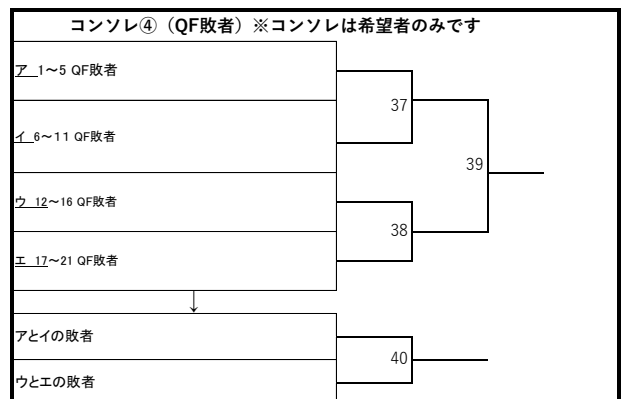 コンソレ④（QF敗者）※コンソレは希望者のみです
ア 1～5 QF敗者
37
イ 6～11 QF敗者
39
ウ 12～16 QF敗者
38
エ 17～21 QF敗者
アとイの敗者
40
ウとエの敗者